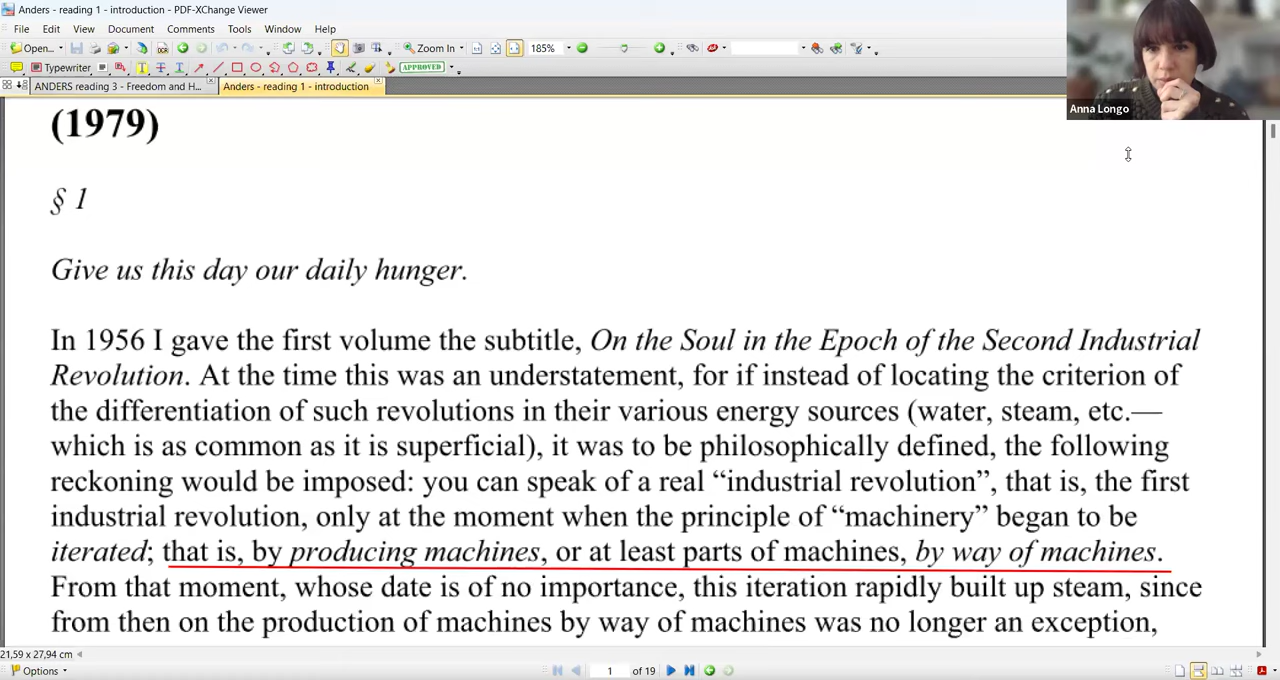 Anders - reading 1 - introduction - PDF-XChange Viewer
File Edit View Document Comments Tools Window Help
Open... Zoom In 185%
Typewriter APPROVED
ANDERS reading 3 - Freedom and H... Anders - reading 1 - introduction
Anna Longo
(1979)
§ 1
Give us this day our daily hunger.
In 1956 I gave the first volume the subtitle, On the Soul in the Epoch of the Second Industrial
Revolution. At the time this was an understatement, for if instead of locating the criterion of
the differentiation of such revolutions in their various energy sources (water, steam, etc.—
which is as common as it is superficial), it was to be philosophically defined, the following
reckoning would be imposed: you can speak of a real “industrial revolution”, that is, the first
industrial revolution, only at the moment when the principle of “machinery” began to be
iterated; that is, by producing machines, or at least parts of machines, by way of machines.
From that moment, whose date is of no importance, this iteration rapidly built up steam, since
from then on the production of machines by way of machines was no longer an exception,
21,59 x 27,94 cm
Options 1 of 19